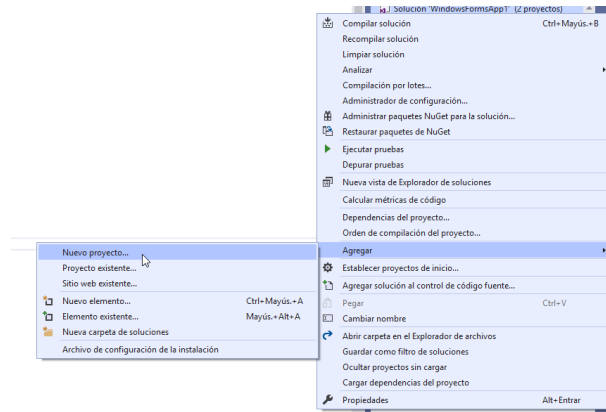 Solución 'WindowsFormsApp1' (2 proyectos)
Compilar solución Ctrl+Mayús.+B
Recompilar solución
Limpiar solución
Analizar
Compilación por lotes...
Administrador de configuración...
Administrar paquetes NuGet para la solución...
Restaurar paquetes de NuGet
Ejecutar pruebas
Depurar pruebas
Nueva vista de Explorador de soluciones
Calcular métricas de código
Dependencias del proyecto...
Orden de compilación del proyecto...
Agregar
Establecer proyectos de inicio...
Agregar solución al control de código fuente...
Pegar Ctrl+V
Cambiar nombre
Abrir carpeta en el Explorador de archivos
Guardar como filtro de soluciones
Ocultar proyectos sin cargar
Cargar dependencias del proyecto
Propiedades Alt+Entrar
Nuevo proyecto...
Proyecto existente...
Sitio web existente...
Nuevo elemento... Ctrl+Mayús.+A
Elemento existente... Mayús.+Alt+A
Nueva carpeta de soluciones
Archivo de configuración de la instalación